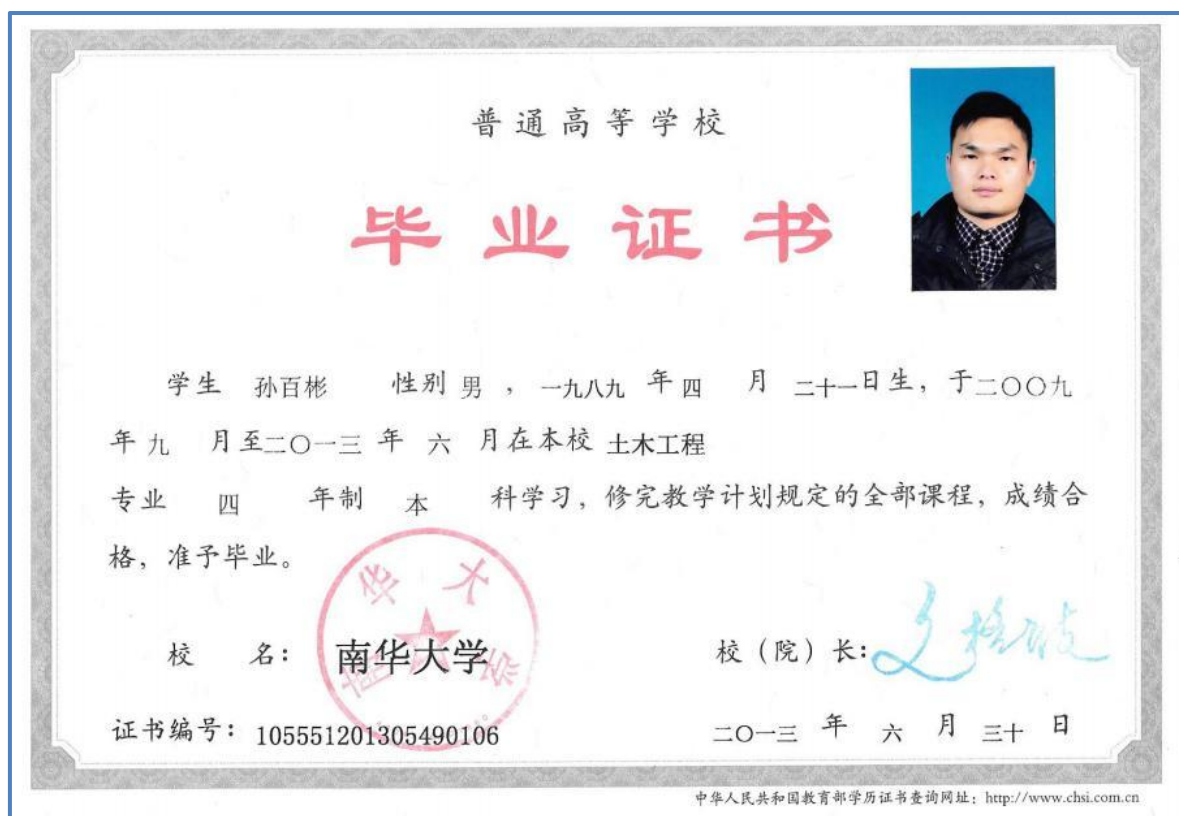 普通高等学校
毕业证书
学生 孙百彬 性别 男 ，一九八九 年 四 月 二十一日生，于二〇〇九
年 九 月至二〇一三 年 六 月在本校 土木工程
专业 四 年制 本 科学习，修完教学计划规定的全部课程，成绩合
格，准予毕业。
南华大学
校 名： 南华大学 校（院）长：
证书编号：105551201305490106 二〇一三 年 六 月 三十 日
中华人民共和国教育部学历证书查询网址：http://www.chsi.com.cn